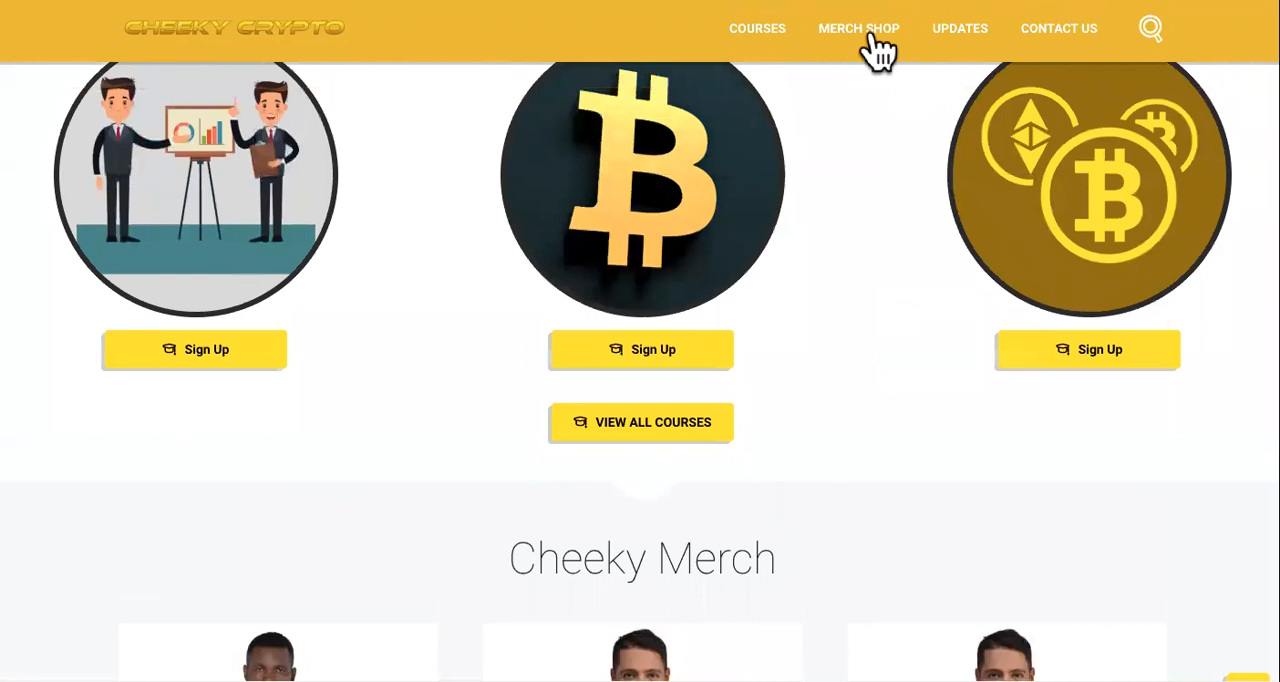 CHEEKY CRYPTO
COURSES MERCH SHOP UPDATES CONTACT US
Sign Up Sign Up Sign Up
VIEW ALL COURSES
Cheeky Merch